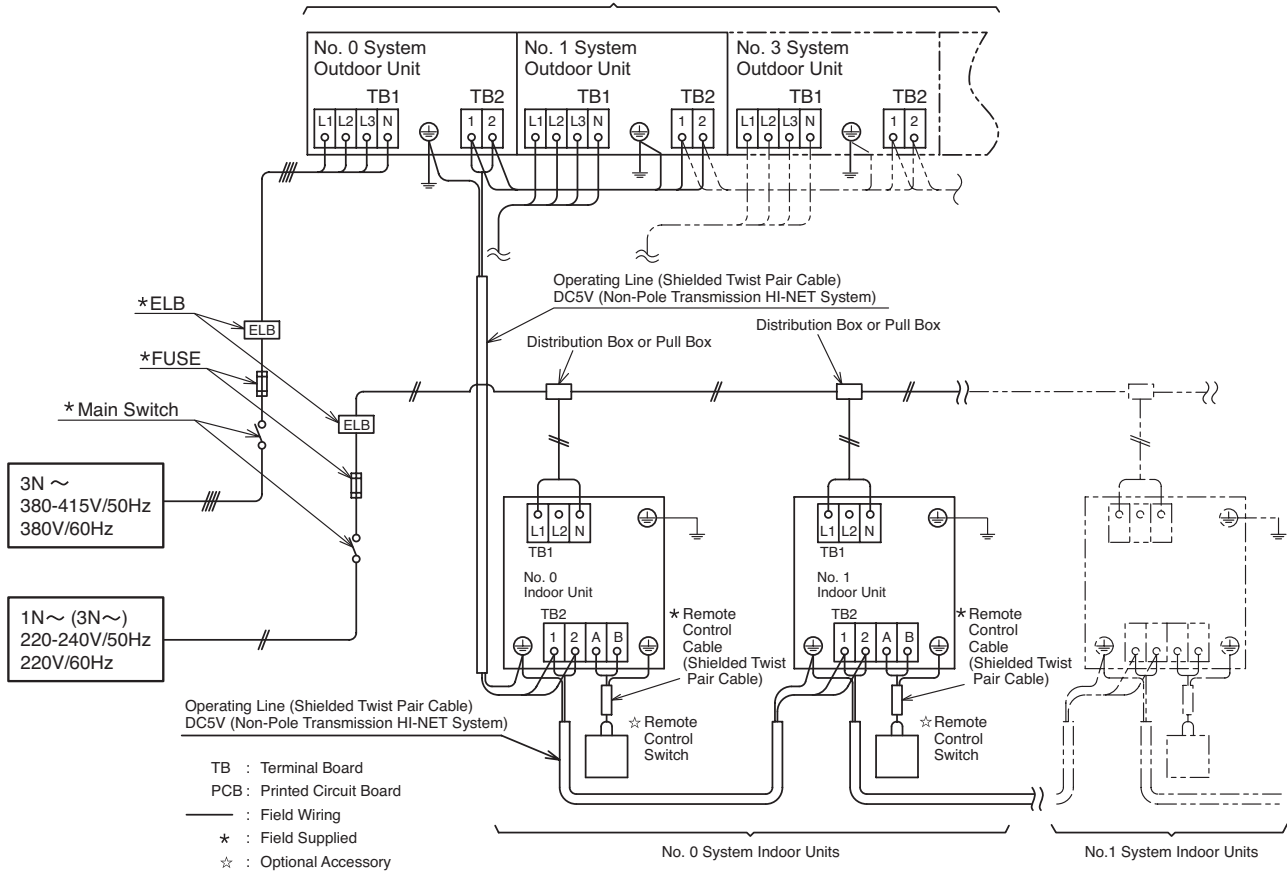 No. 0 System
Outdoor Unit
TB1
TB2
L1 L2 L3 N
1 2
No. 1 System
Outdoor Unit
TB1
TB2
L1 L2 L3 N
1 2
No. 3 System
Outdoor Unit
TB1
TB2
L1 L2 L3 N
1 2
Operating Line (Shielded Twist Pair Cable)
DC5V (Non-Pole Transmission HI-NET System)
Distribution Box or Pull Box
Distribution Box or Pull Box
*ELB
ELB
*FUSE
*Main Switch
ELB
3N ~
380-415V/50Hz
380V/60Hz
1N~ (3N~)
220-240V/50Hz
220V/60Hz
L1 L2 N
TB1
No. 0
Indoor Unit
TB2
1 2 A B
*Remote
Control
Cable
(Shielded Twist
Pair Cable)
☆Remote
Control
Switch
L1 L2 N
TB1
No. 1
Indoor Unit
TB2
1 2 A B
*Remote
Control
Cable
(Shielded Twist
Pair Cable)
☆Remote
Control
Switch
Operating Line (Shielded Twist Pair Cable)
DC5V (Non-Pole Transmission HI-NET System)
TB : Terminal Board
PCB : Printed Circuit Board
: Field Wiring
* : Field Supplied
☆ : Optional Accessory
No. 0 System Indoor Units
No.1 System Indoor Units